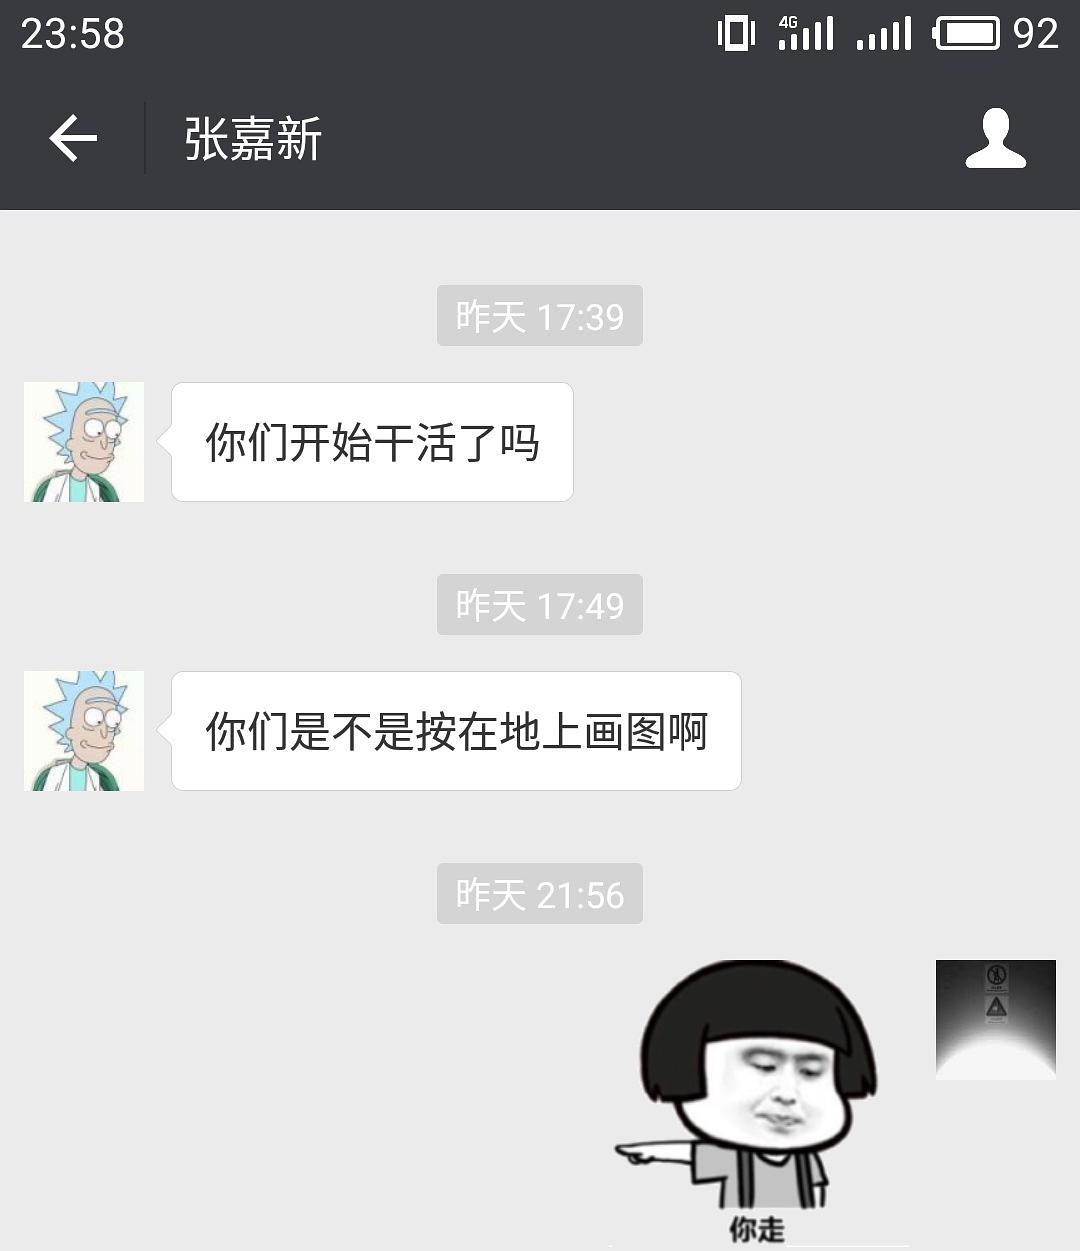 23:58
4G
92
张嘉新
昨天 17:39
你们开始干活了吗
昨天 17:49
你们是不是按在地上画图啊
昨天 21:56
你走